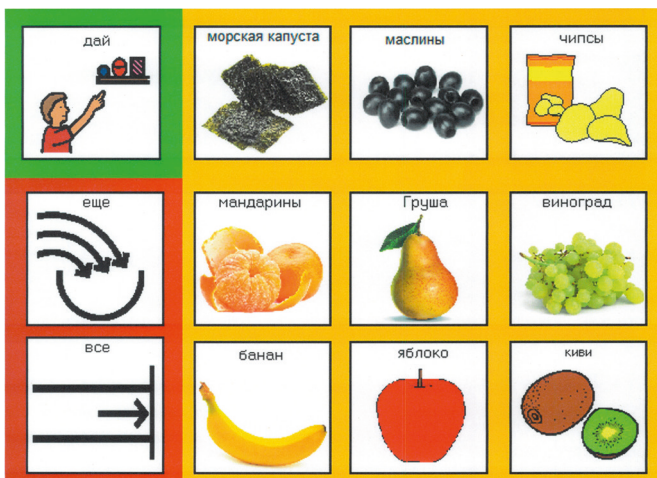 дай
морская капуста
маслины
чипсы
еще
мандарины
Груша
виноград
все
банан
яблоко
киви